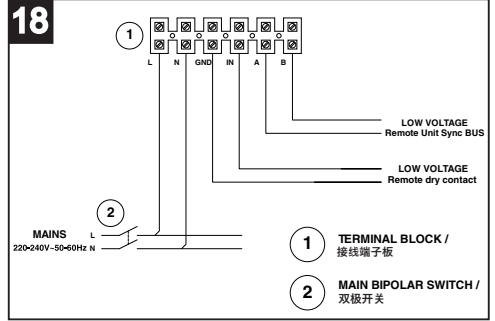 18
1
L N GND IN A B
LOW VOLTAGE
Remote Unit Sync BUS
LOW VOLTAGE
Remote dry contact
2
MAINS L
220-240V~50-60Hz N
1 TERMINAL BLOCK /
接线端子板
2 MAIN BIPOLAR SWITCH /
双极开关